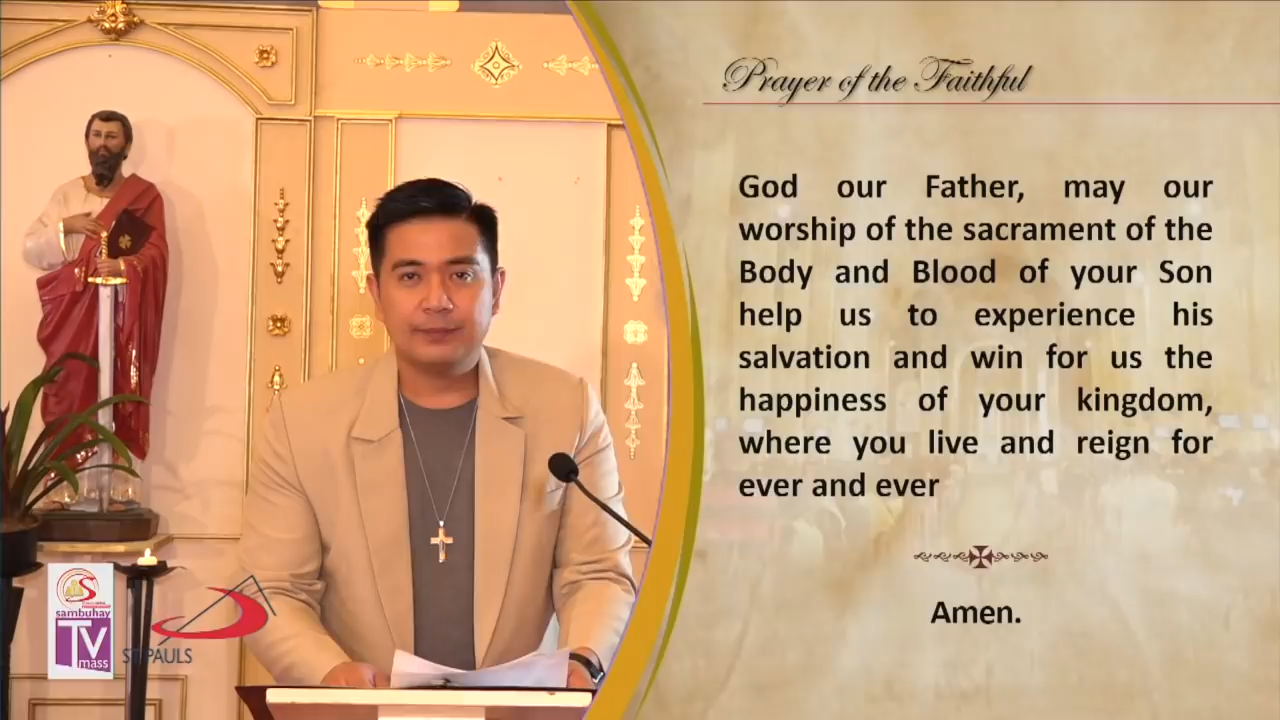 Prayer of the Faithful
God our Father, may our
worship of the sacrament of the
Body and Blood of your Son
help us to experience his
salvation and win for us the
happiness of your kingdom,
where you live and reign for
ever and ever
Amen.
sambuhay
TV
mass
ST PAULS